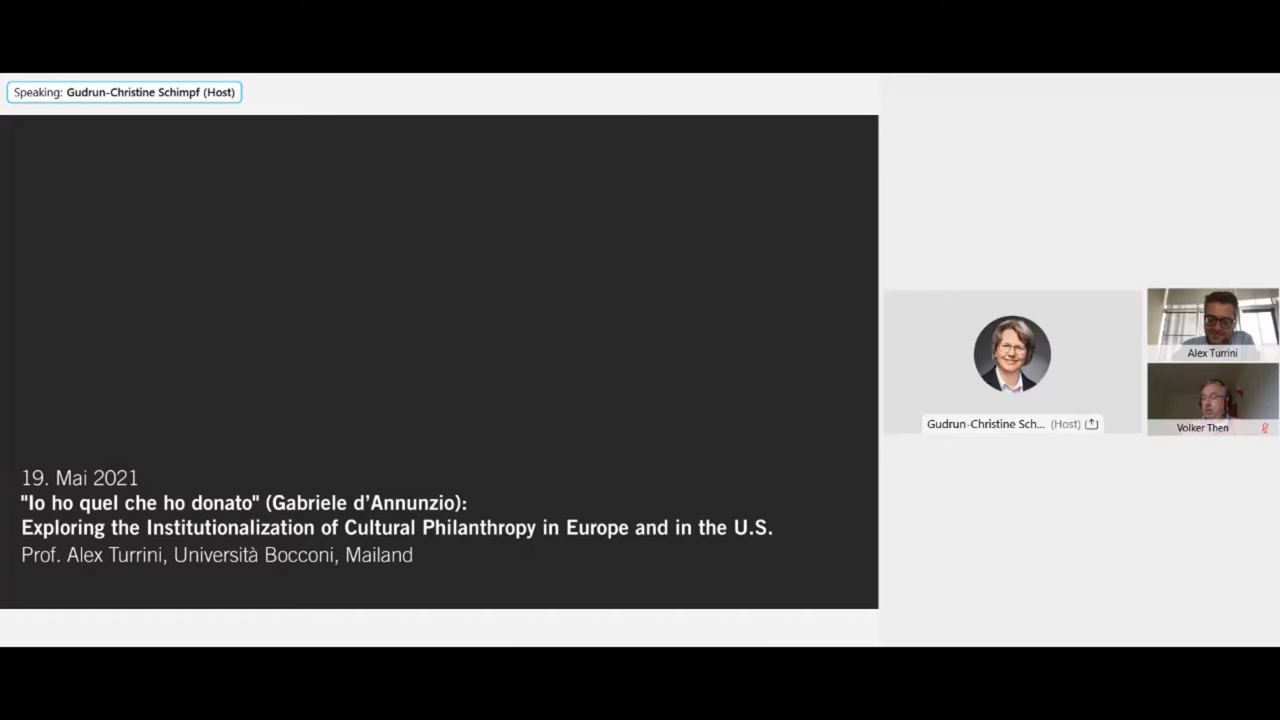 Speaking: Gudrun-Christine Schimpf (Host)
19. Mai 2021
"Io ho quel che ho donato" (Gabriele d’Annunzio):
Exploring the Institutionalization of Cultural Philanthropy in Europe and in the U.S.
Prof. Alex Turrini, Università Bocconi, Mailand
Gudrun-Christine Sch... (Host)
Alex Turrini
Volker Then